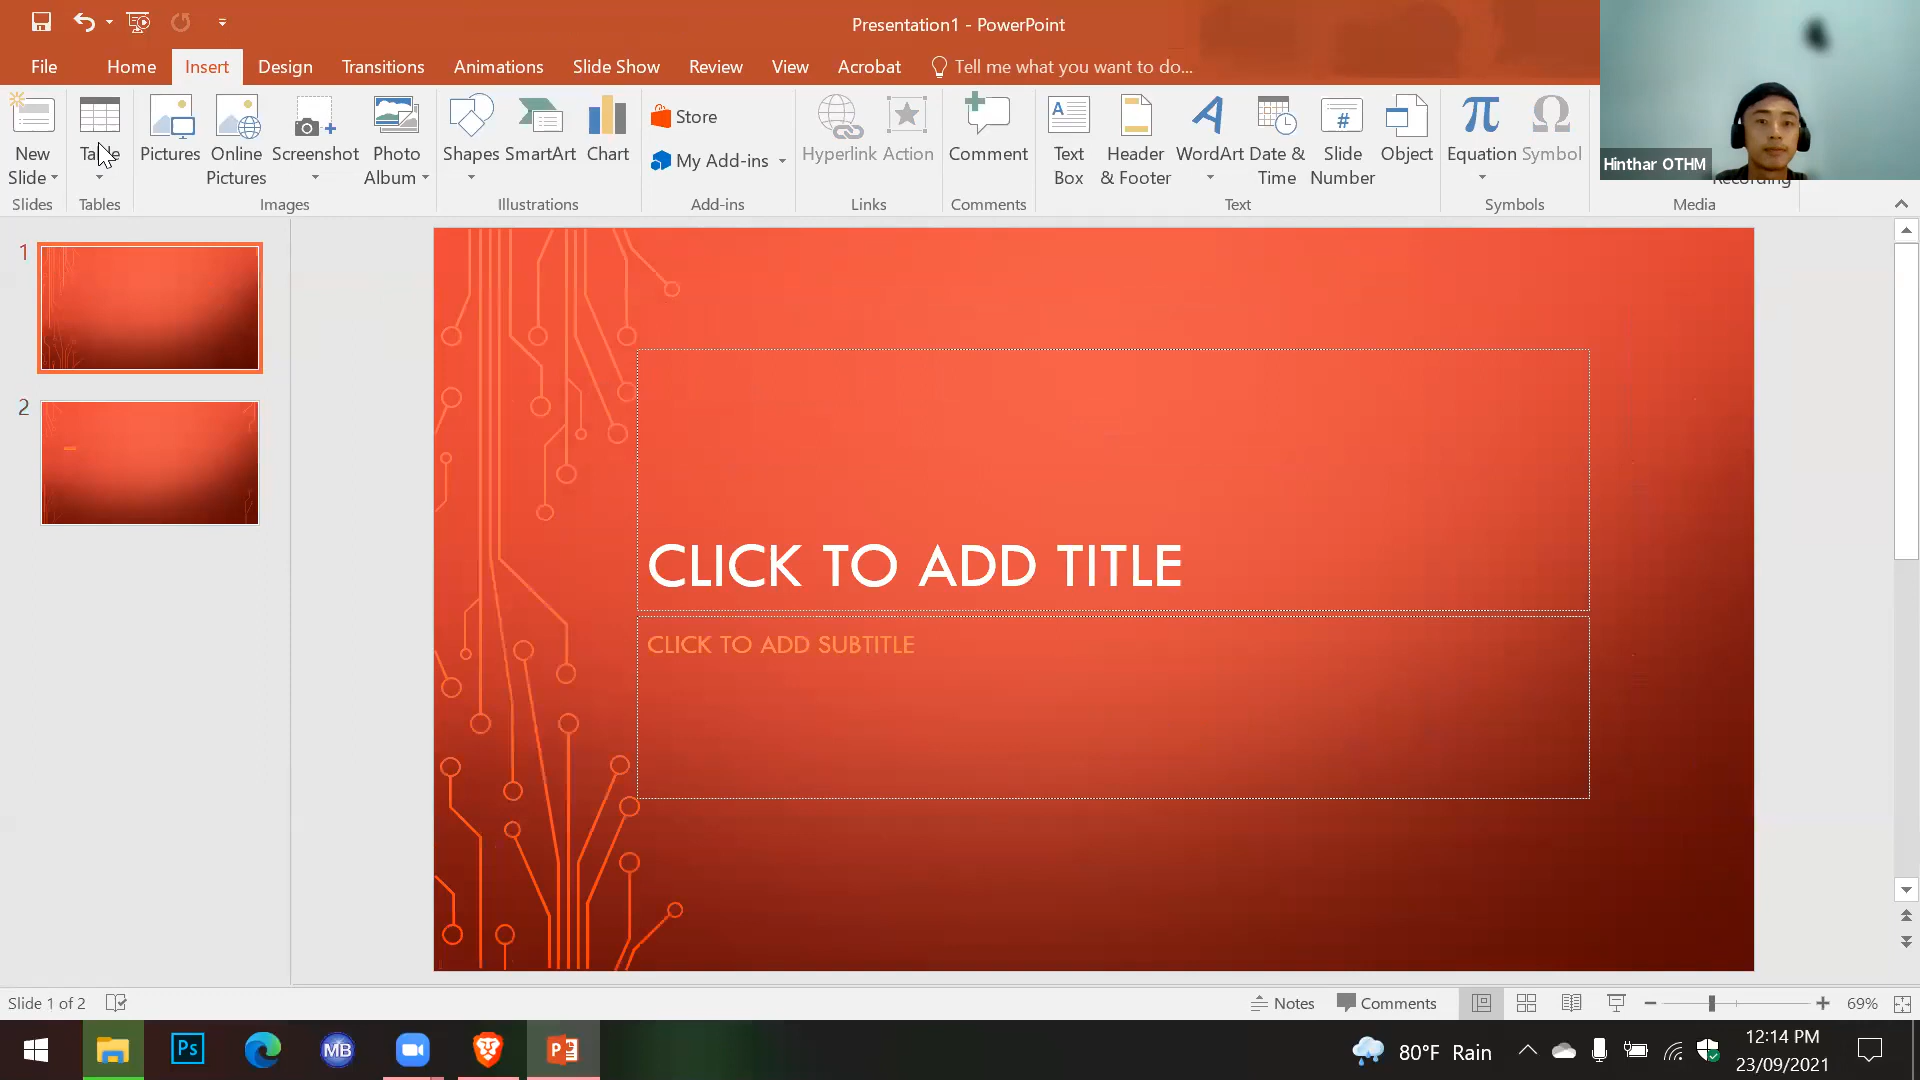 Presentation1 - PowerPoint
File Home Insert Design Transitions Animations Slide Show Review View Acrobat Tell me what you want to do...
New Slide
Table
Pictures
Online Pictures
Screenshot
Photo Album
Shapes
SmartArt
Chart
Store
My Add-ins
Hyperlink
Action
Comment
Text Box
Header & Footer
WordArt
Date & Time
Slide Number
Object
Equation
Symbol
Recording
Slides Tables Images Illustrations Add-ins Links Comments Text Symbols Media
Hinthar OTHM
1
2
CLICK TO ADD TITLE
CLICK TO ADD SUBTITLE
Slide 1 of 2 Notes Comments 69%
Ps MB 80°F Rain
12:14 PM
23/09/2021